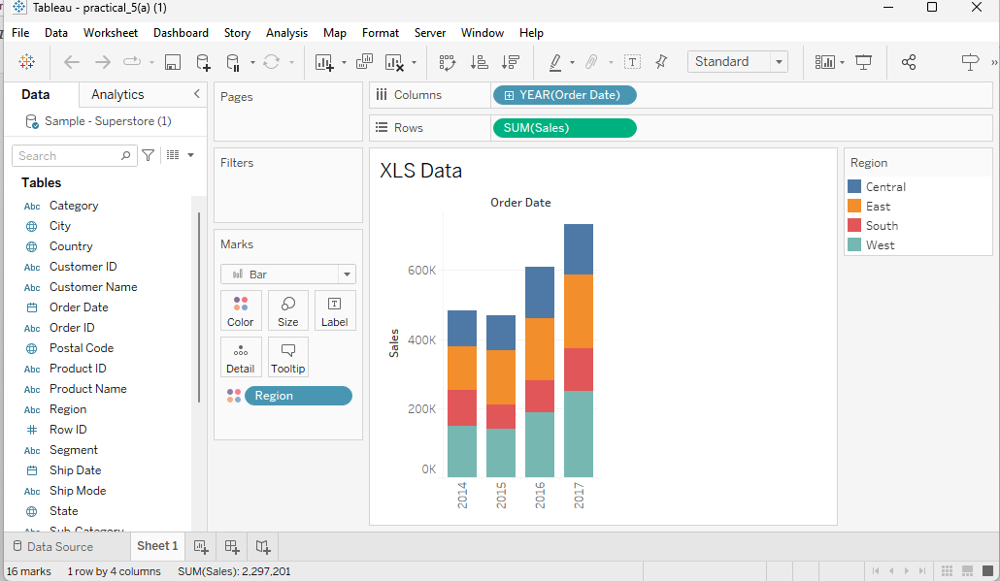 Tableau - practical_5(a) (1)
File Data Worksheet Dashboard Story Analysis Map Format Server Window Help
Standard
Data Analytics
Sample - Superstore (1)
Search
Tables
Abc Category
City
Country
Abc Customer ID
Abc Customer Name
Order Date
Abc Order ID
Postal Code
Abc Product ID
Abc Product Name
Abc Region
Row ID
Abc Segment
Ship Date
Abc Ship Mode
State
Abc Sub-Category
Pages
Filters
Marks
Bar
Color Size Label
Detail Tooltip
Region
Columns YEAR(Order Date)
Rows SUM(Sales)
XLS Data
Order Date
Sales
600K
400K
200K
0K
2014 2015 2016 2017
Region
Central
East
South
West
Data Source Sheet 1
16 marks 1 row by 4 columns SUM(Sales): 2,297,201